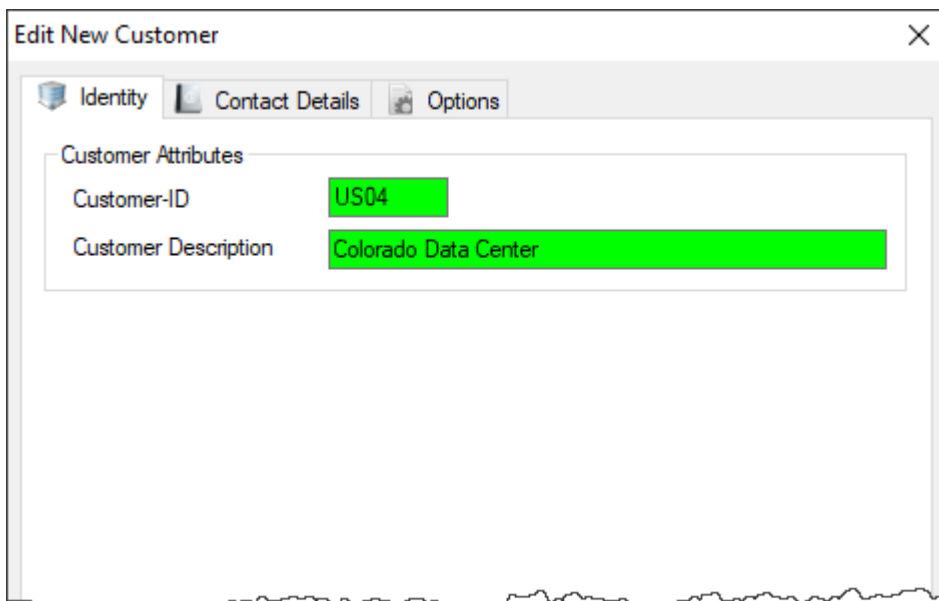 Edit New Customer
Identity Contact Details Options
Customer Attributes
Customer-ID US04
Customer Description Colorado Data Center